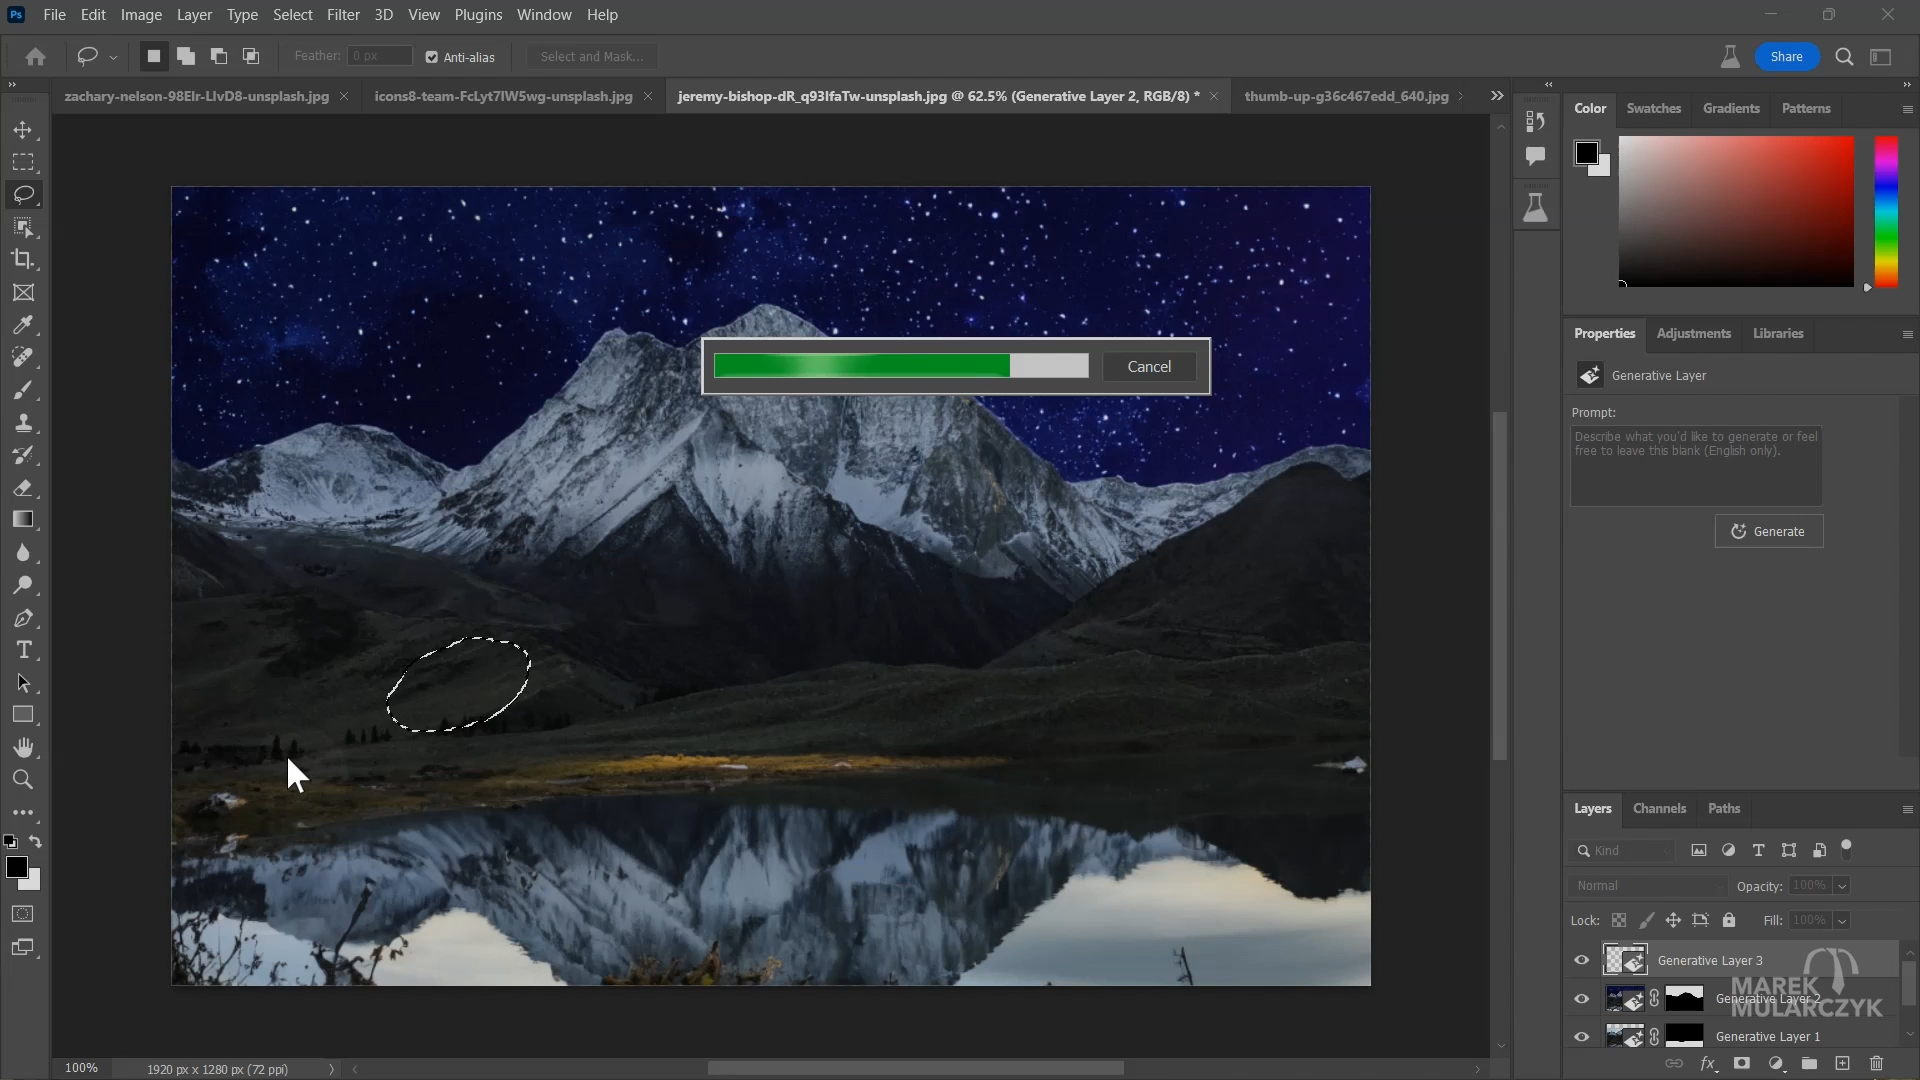 Ps File Edit Image Layer Type Select Filter 3D View Plugins Window Help
Feather: 0 px Anti-alias Select and Mask... Share
zachary-nelson-98Elr-LIvD8-unsplash.jpg icons8-team-FcLyt7IW5wg-unsplash.jpg jeremy-bishop-dR_q93lfaTw-unsplash.jpg @ 62.5% (Generative Layer 2, RGB/8) * thumb-up-g36c467edd_640.jpg
Color Swatches Gradients Patterns
Properties Adjustments Libraries
Cancel
Generative Layer
Prompt:
Describe what you'd like to generate or feel
free to leave this blank (English only).
Generate
Layers Channels Paths
Kind
Normal Opacity: 100%
Lock: Fill: 100%
Generative Layer 3
Generative Layer 2
Generative Layer 1
MAREK
MULARCZYK
100% 1920 px x 1280 px (72 ppi)
fx